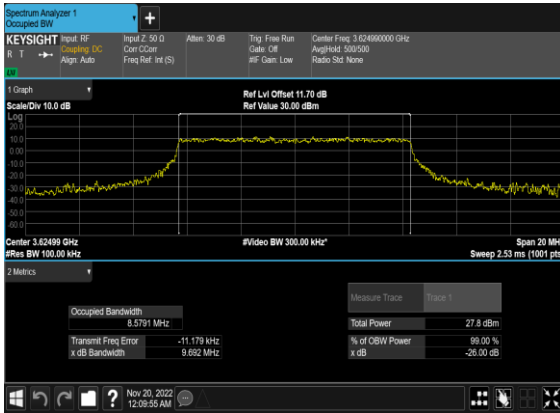 Spectrum Analyzer 1
Occupied BW
KEYSIGHT
R T
Input: RF
Coupling: DC
Align: Auto
Input Z: 50 Ω
Corr CCorr
Freq Ref: Int (S)
Atten: 30 dB
Trig: Free Run
Gate: Off
#IF Gain: Low
Center Freq: 3.624990000 GHz
Avg|Hold: 500/500
Radio Std: None
1 Graph
Scale/Div 10.0 dB
Ref Lvl Offset 11.70 dB
Ref Value 30.00 dBm
Log
20.0
10.0
0.00
-10.0
-20.0
-30.0
-40.0
-50.0
-60.0
Center 3.62499 GHz
#Res BW 100.00 kHz
#Video BW 300.00 kHz*
Span 20 MH
Sweep 2.53 ms (1001 pts
2 Metrics
Measure Trace
Trace 1
Occupied Bandwidth
8.5791 MHz
Total Power
27.8 dBm
Transmit Freq Error
-11.179 kHz
% of OBW Power
99.00 %
x dB Bandwidth
9.692 MHz
x dB
-26.00 dB
Nov 20, 2022
12:09:55 AM